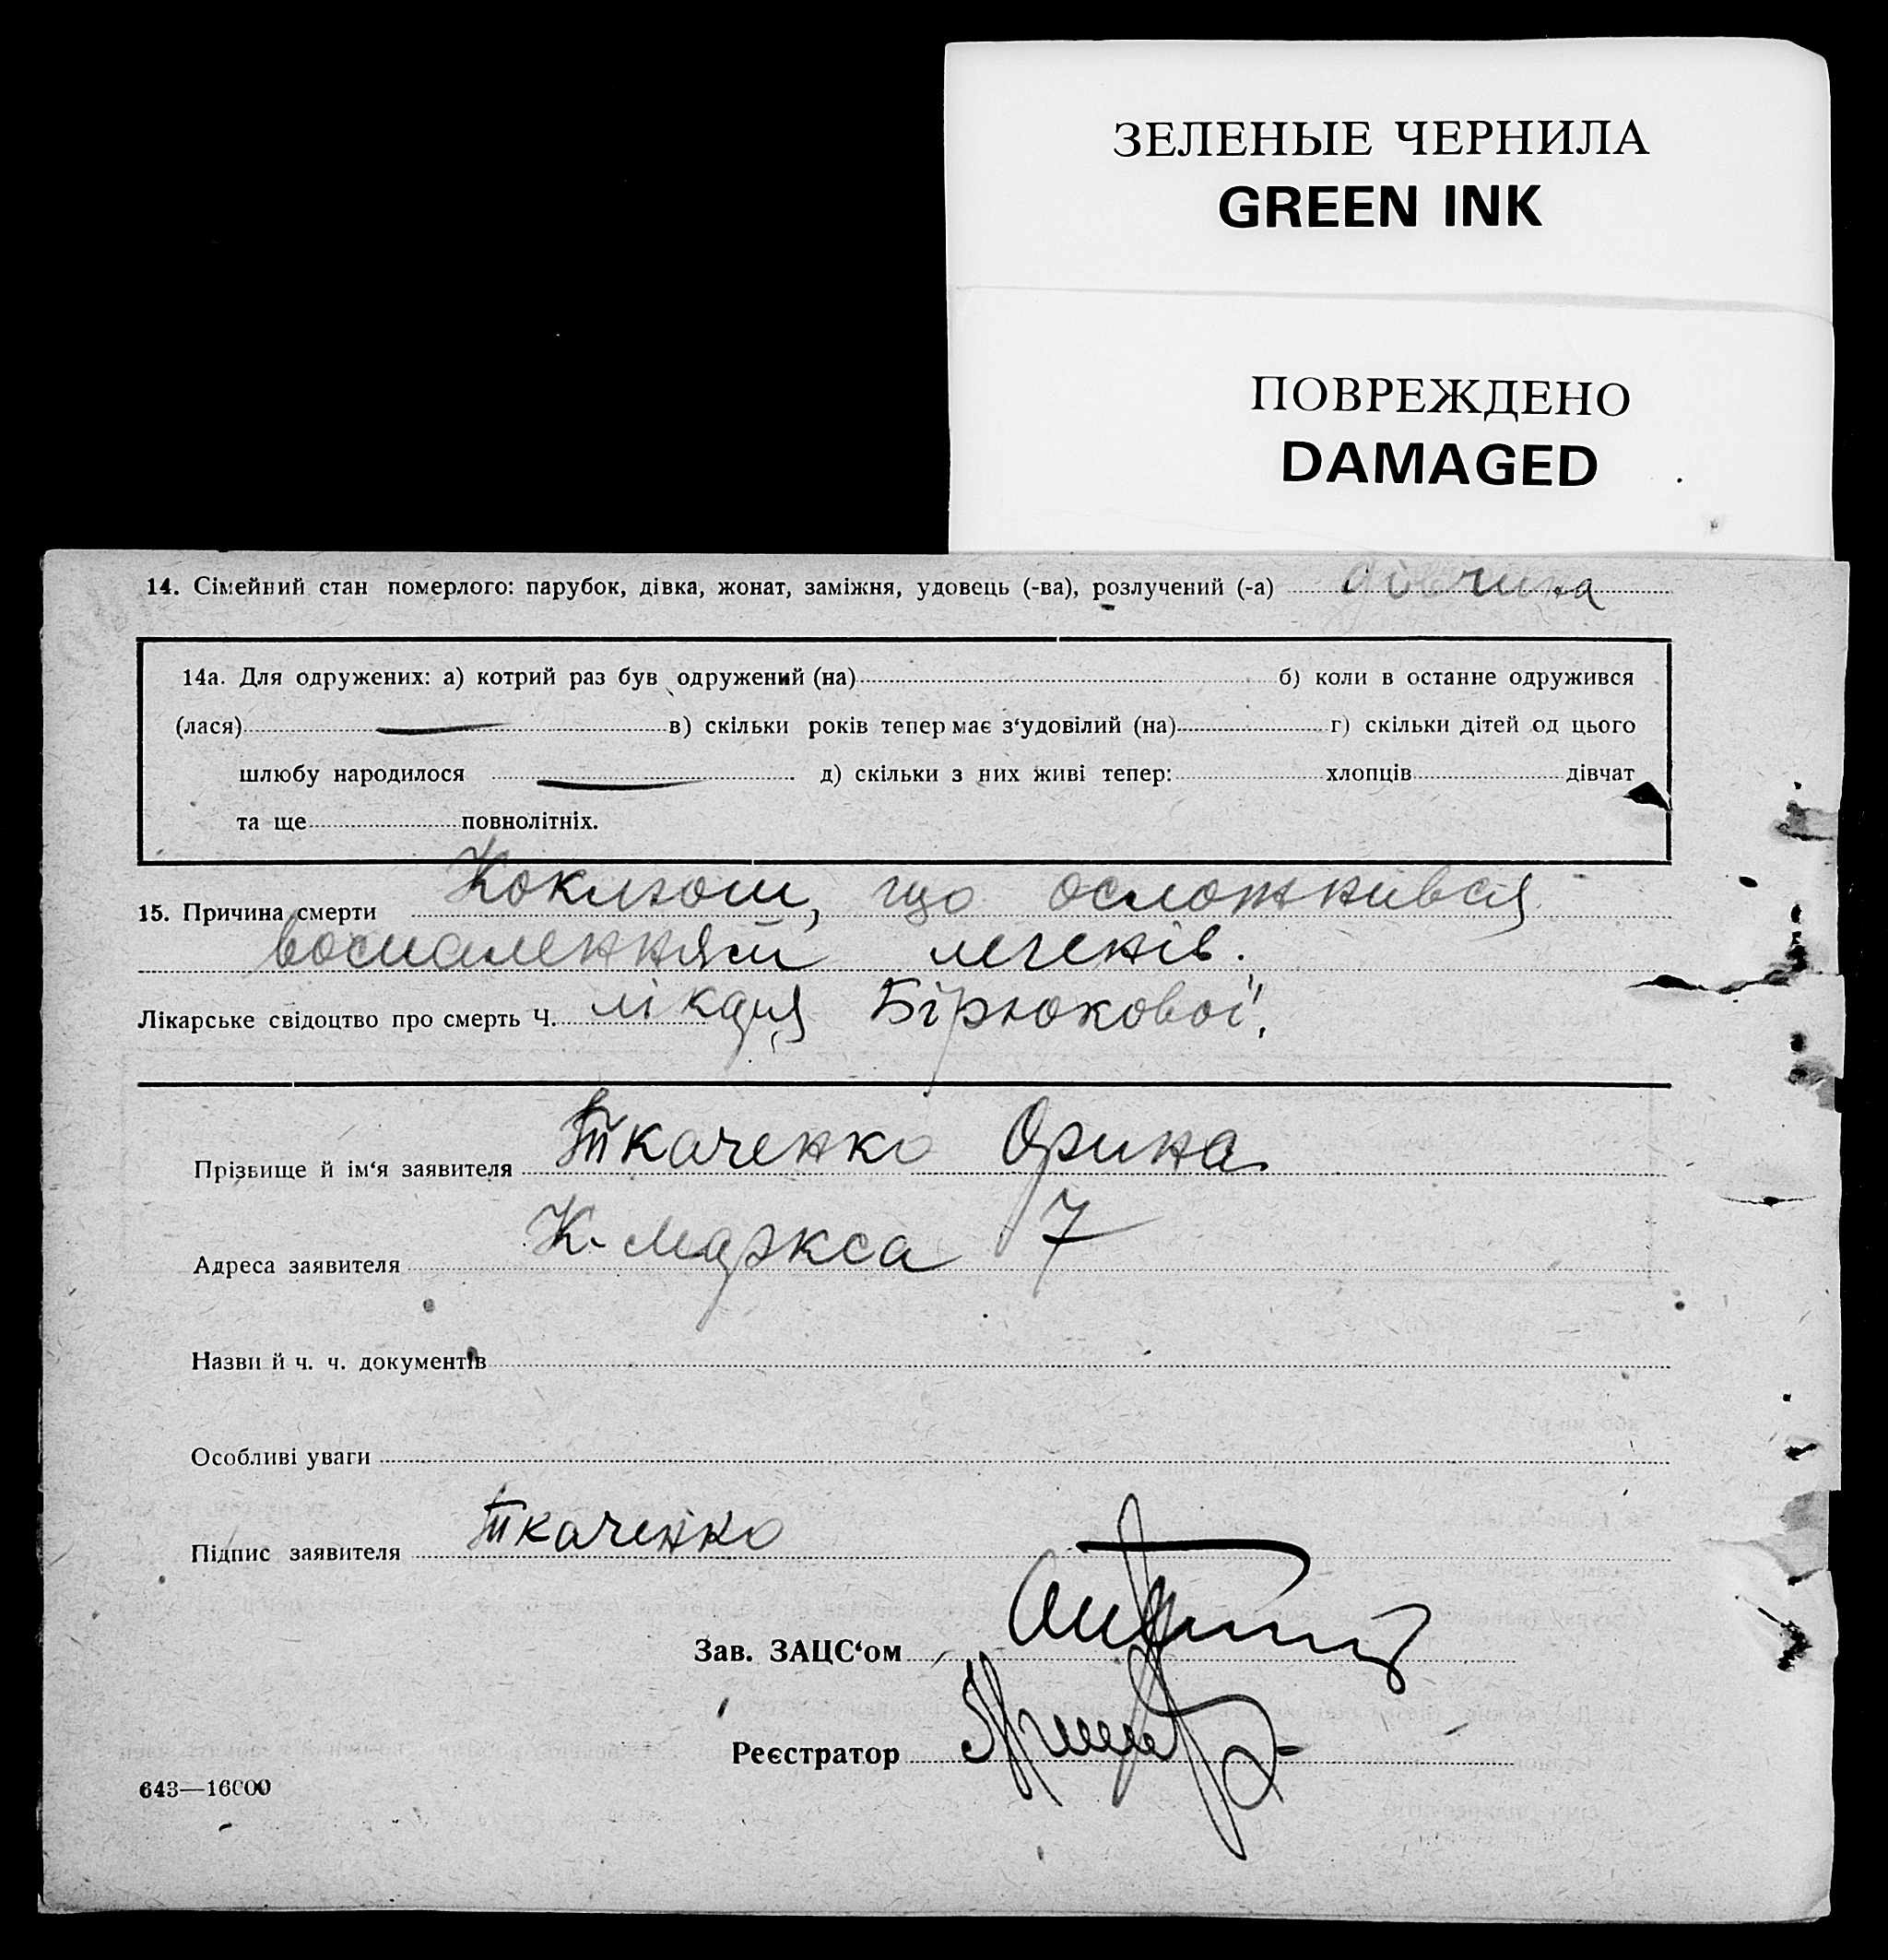 ЗЕЛЕНЫЕ ЧЕРНИЛА
GREEN INK
ПОВРЕЖДЕНО
DAMAGED
14. Сімейний стан померлого: парубок, дівка, жонат, заміжня, удовець (-ва), розлучений (-а) дівчина
14а. Для одружених: а) котрий раз був одружений (на) б) коли в останне одружився
(лася) в) скільки років тепер має з‘удовілий (на) г) скільки дітей од цього
шлюбу народилося д) скільки з них живі тепер: хлопців дівчат
та ще повнолітніх.
15. Причина смерти Коклюш, що осложнився
воспаленням легенів.
Лікарське свідоцтво про смерть Ч. лікаря Бірюкової.
Прізвище й ім‘я заявителя Ткаченко Орина
Адреса заявителя К. Маркса 7
Назви й ч. ч. документів
Особливі уваги
Підпис заявителя Ткаченко
Зав. ЗАЦС‘ом
Реєстратор
643—16000